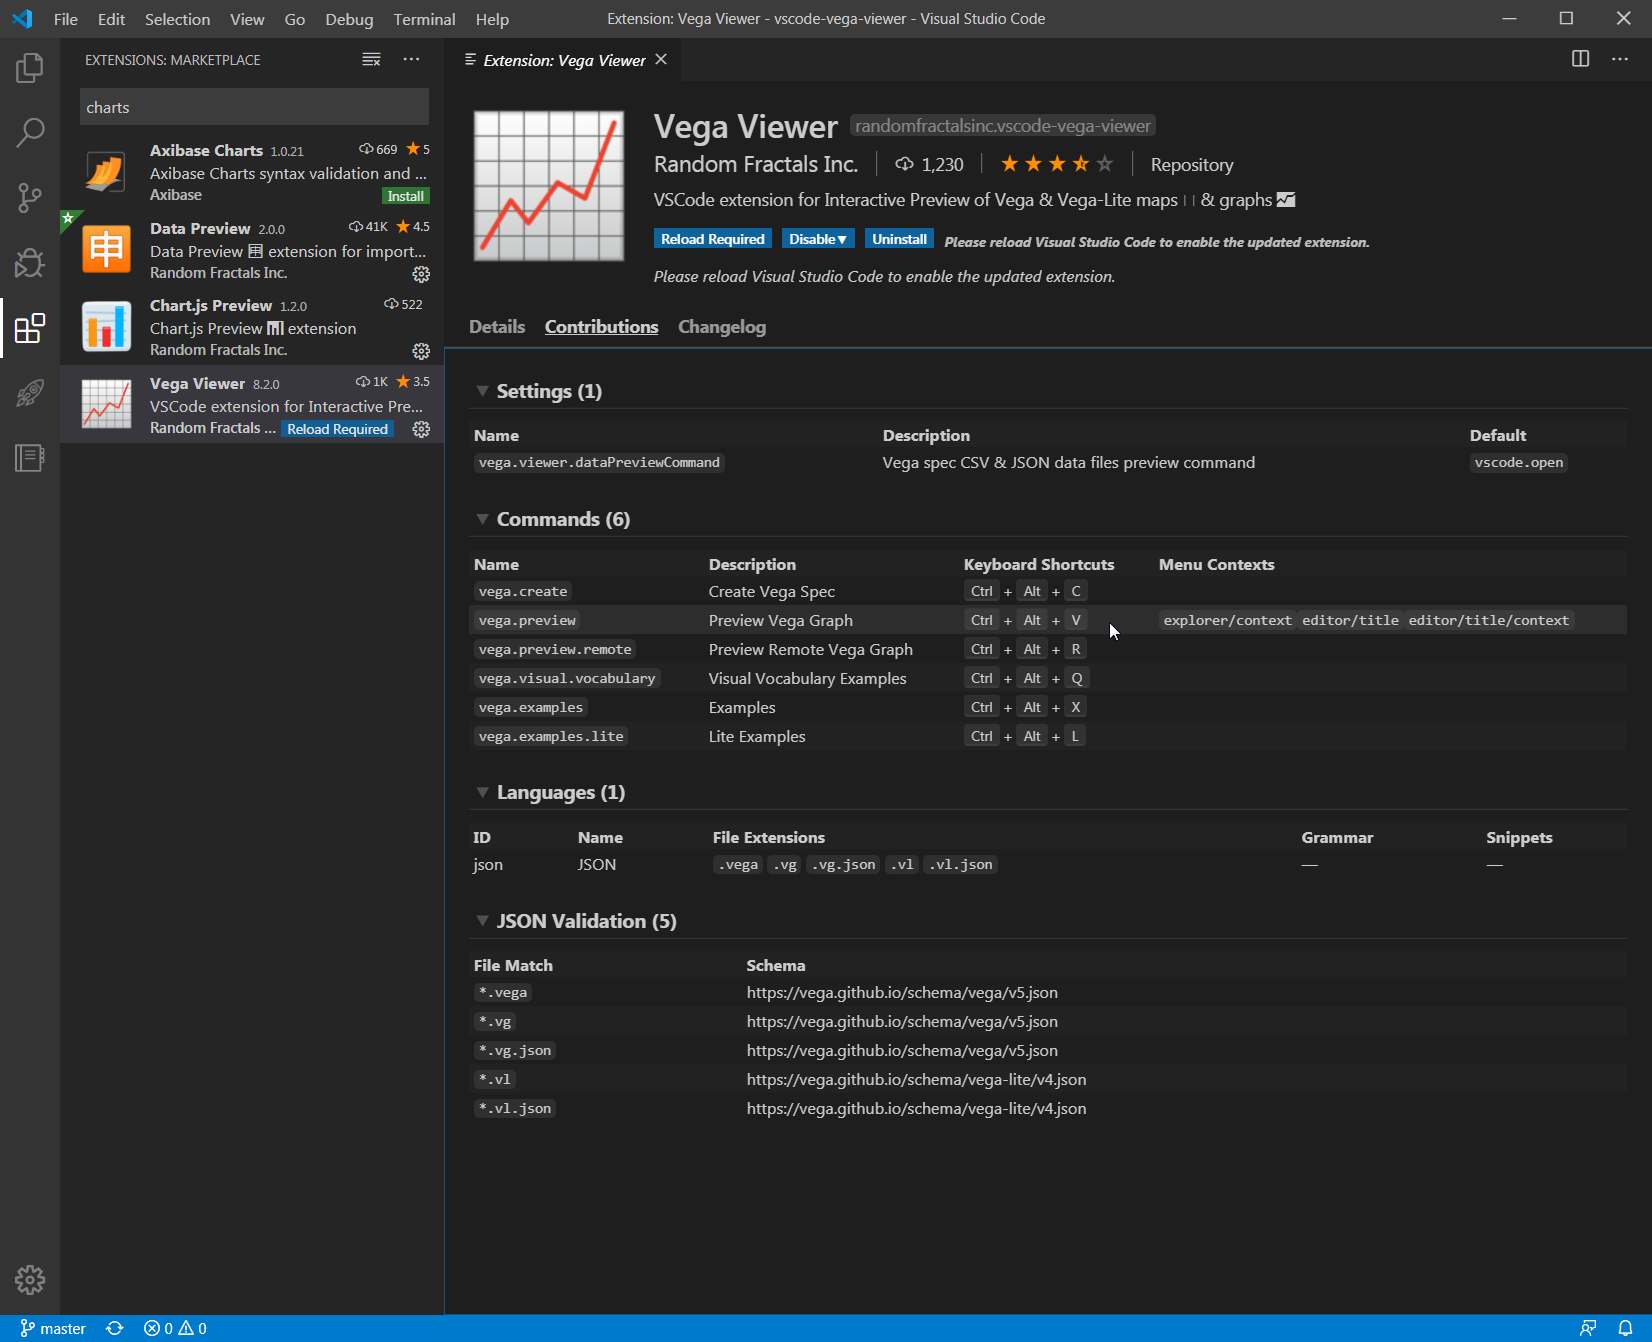 File Edit Selection View Go Debug Terminal Help Extension: Vega Viewer - vscode-vega-viewer - Visual Studio Code
EXTENSIONS: MARKETPLACE
charts
Axibase Charts 1.0.21 669 5
Axibase Charts syntax validation and ...
Axibase Install
Data Preview 2.0.0 41K 4.5
Data Preview 🈸 extension for import...
Random Fractals Inc.
Chart.js Preview 1.2.0 522
Chart.js Preview 📊 extension
Random Fractals Inc.
Vega Viewer 8.2.0 1K 3.5
VSCode extension for Interactive Pre...
Random Fractals ... Reload Required
Extension: Vega Viewer
Vega Viewer randomfractalsinc.vscode-vega-viewer
Random Fractals Inc. 1,230 Repository
VSCode extension for Interactive Preview of Vega & Vega-Lite maps & graphs 📈
Reload Required Disable▼ Uninstall Please reload Visual Studio Code to enable the updated extension.
Please reload Visual Studio Code to enable the updated extension.
Details Contributions Changelog
Settings (1)
Name Description Default
vega.viewer.dataPreviewCommand Vega spec CSV & JSON data files preview command vscode.open
Commands (6)
Name Description Keyboard Shortcuts Menu Contexts
vega.create Create Vega Spec Ctrl + Alt + C
vega.preview Preview Vega Graph Ctrl + Alt + V explorer/context editor/title editor/title/context
vega.preview.remote Preview Remote Vega Graph Ctrl + Alt + R
vega.visual.vocabulary Visual Vocabulary Examples Ctrl + Alt + Q
vega.examples Examples Ctrl + Alt + X
vega.examples.lite Lite Examples Ctrl + Alt + L
Languages (1)
ID Name File Extensions Grammar Snippets
json JSON .vega .vg .vg.json .vl .vl.json — —
JSON Validation (5)
File Match Schema
*.vega https://vega.github.io/schema/vega/v5.json
*.vg https://vega.github.io/schema/vega/v5.json
*.vg.json https://vega.github.io/schema/vega/v5.json
*.vl https://vega.github.io/schema/vega-lite/v4.json
*.vl.json https://vega.github.io/schema/vega-lite/v4.json
master 0 0